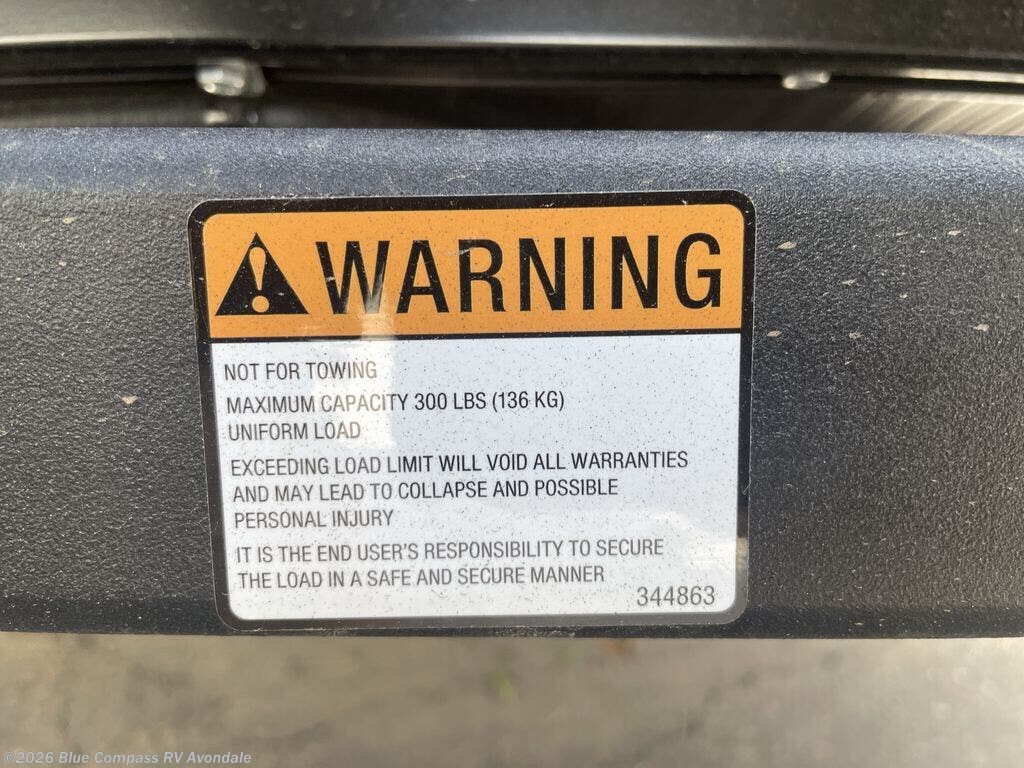 WARNING
NOT FOR TOWING
MAXIMUM CAPACITY 300 LBS (136 KG)
UNIFORM LOAD
EXCEEDING LOAD LIMIT WILL VOID ALL WARRANTIES
AND MAY LEAD TO COLLAPSE AND POSSIBLE
PERSONAL INJURY
IT IS THE END USER'S RESPONSIBILITY TO SECURE
THE LOAD IN A SAFE AND SECURE MANNER
344863
©2026 Blue Compass RV Avondale